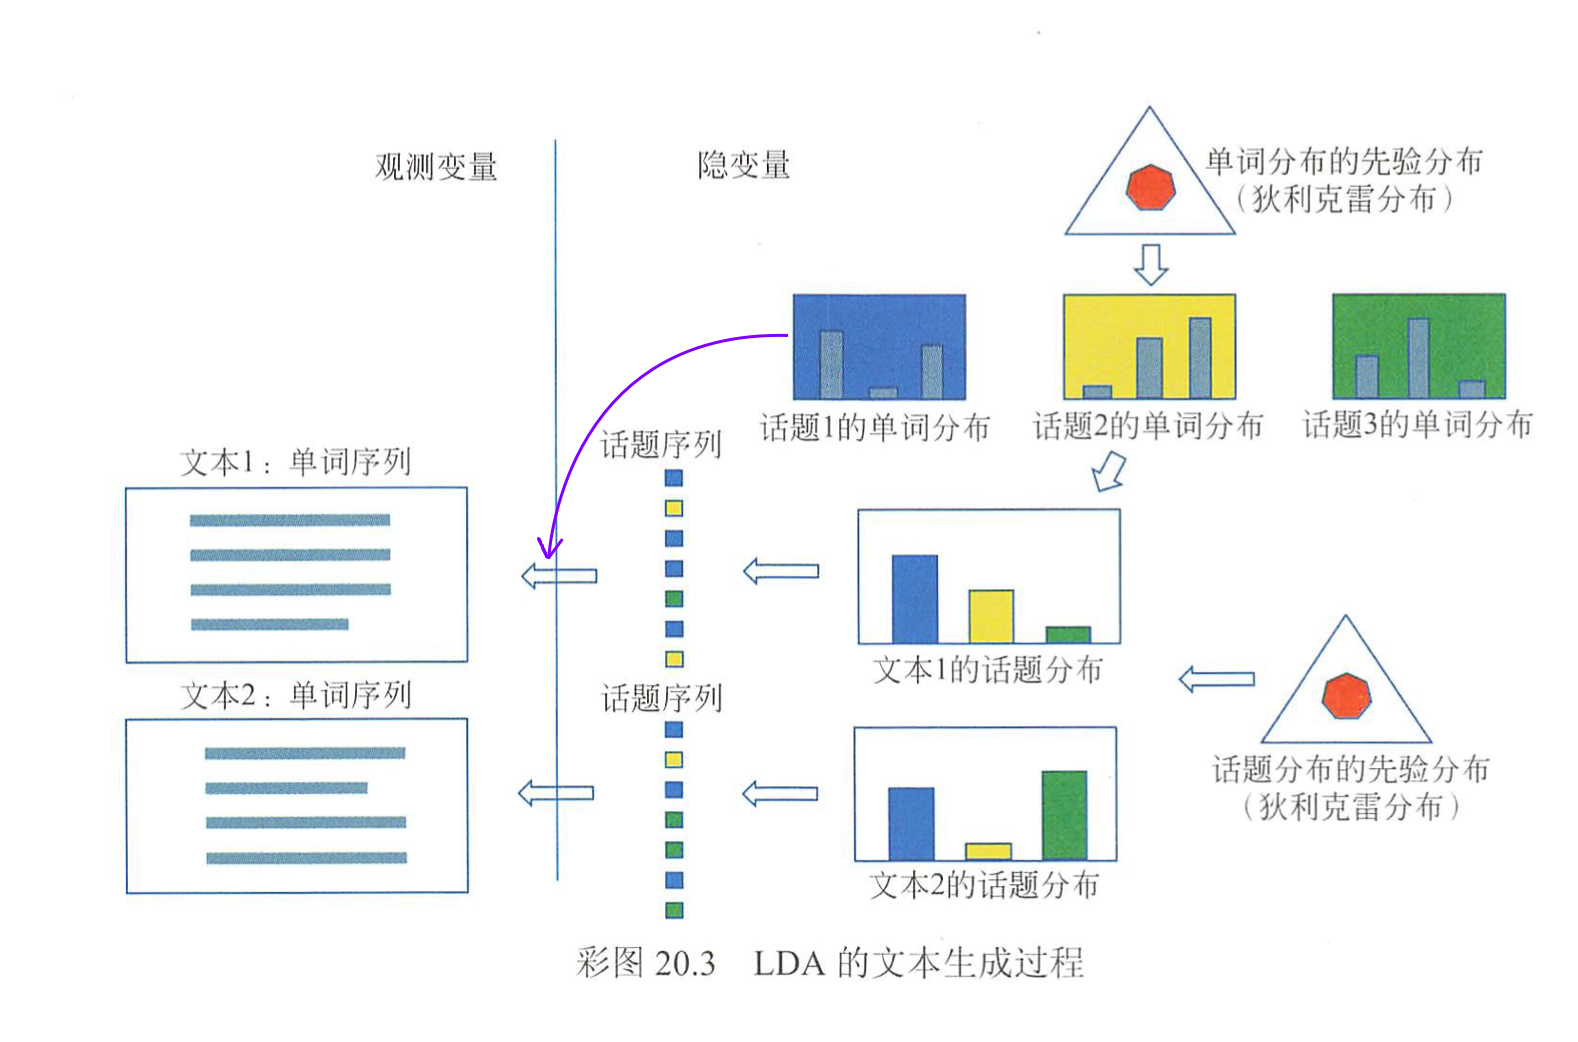 观测变量
隐变量
单词分布的先验分布
（狄利克雷分布）
话题1的单词分布
话题2的单词分布
话题3的单词分布
话题序列
文本1：单词序列
文本1的话题分布
文本2：单词序列
话题序列
话题分布的先验分布
（狄利克雷分布）
文本2的话题分布
彩图 20.3 LDA 的文本生成过程